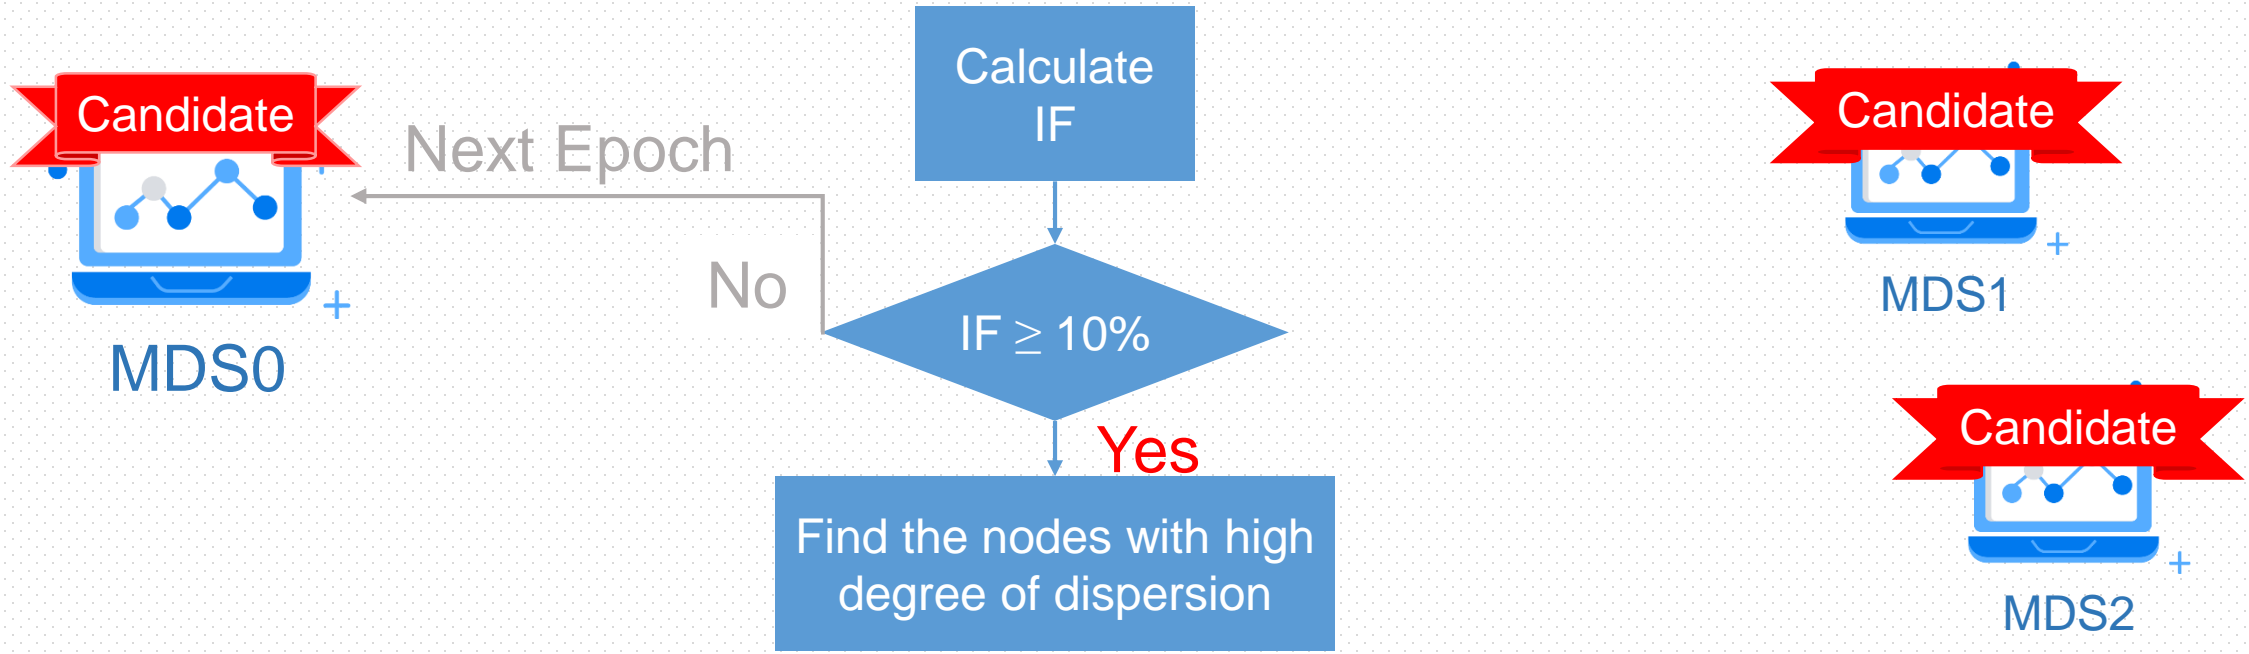 Candidate
MDS0
Next Epoch
No
Calculate
IF
IF ≥ 10%
Yes
Find the nodes with high
degree of dispersion
Candidate
MDS1
Candidate
MDS2